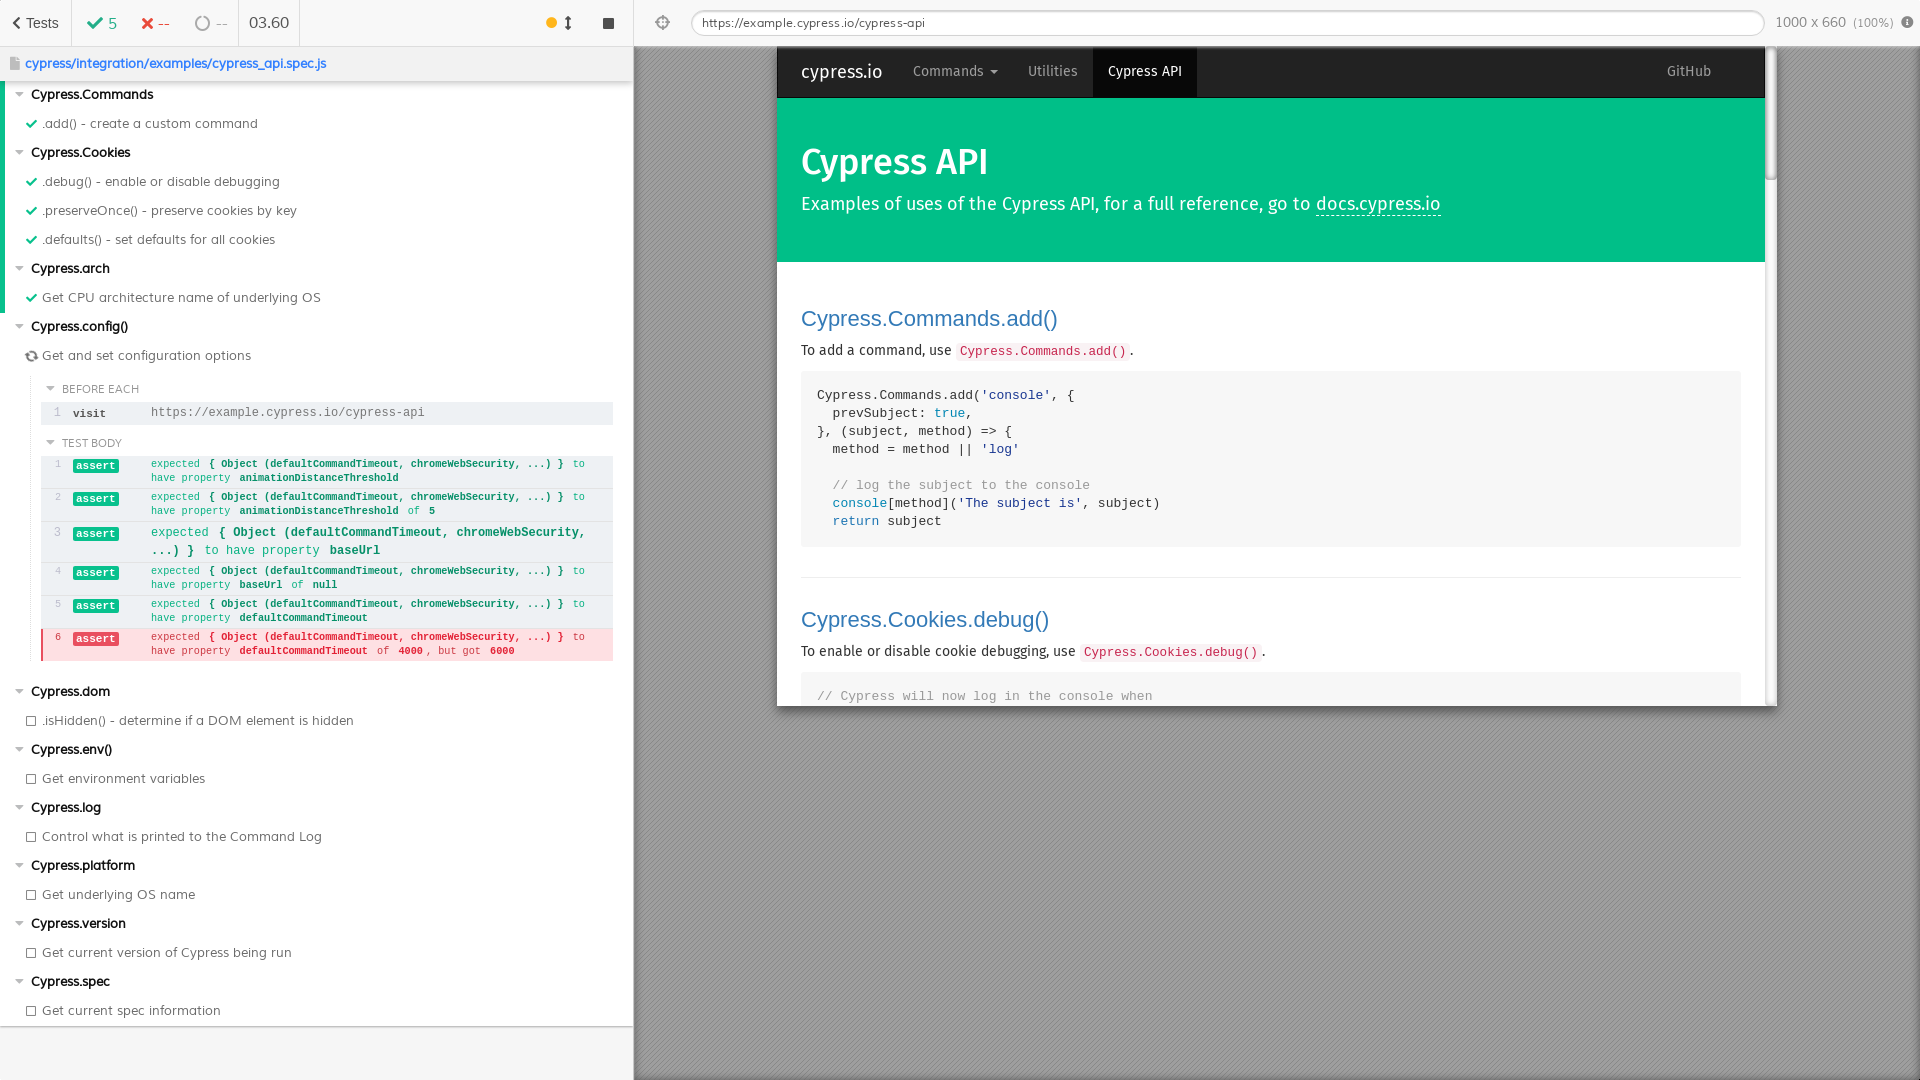 Tests
5
--
--
03.60
https://example.cypress.io/cypress-api
1000 x 660 (100%)
cypress/integration/examples/cypress_api.spec.js
Cypress.Commands
.add() - create a custom command
Cypress.Cookies
.debug() - enable or disable debugging
.preserveOnce() - preserve cookies by key
.defaults() - set defaults for all cookies
Cypress.arch
Get CPU architecture name of underlying OS
Cypress.config()
Get and set configuration options
BEFORE EACH
1 visit https://example.cypress.io/cypress-api
TEST BODY
1 assert expected { Object (defaultCommandTimeout, chromeWebSecurity, ...) } to
have property animationDistanceThreshold
2 assert expected { Object (defaultCommandTimeout, chromeWebSecurity, ...) } to
have property animationDistanceThreshold of 5
3 assert expected { Object (defaultCommandTimeout, chromeWebSecurity,
...) } to have property baseUrl
4 assert expected { Object (defaultCommandTimeout, chromeWebSecurity, ...) } to
have property baseUrl of null
5 assert expected { Object (defaultCommandTimeout, chromeWebSecurity, ...) } to
have property defaultCommandTimeout
6 assert expected { Object (defaultCommandTimeout, chromeWebSecurity, ...) } to
have property defaultCommandTimeout of 4000, but got 6000
Cypress.dom
.isHidden() - determine if a DOM element is hidden
Cypress.env()
Get environment variables
Cypress.log
Control what is printed to the Command Log
Cypress.platform
Get underlying OS name
Cypress.version
Get current version of Cypress being run
Cypress.spec
Get current spec information
cypress.io
Commands
Utilities
Cypress API
GitHub
Cypress API
Examples of uses of the Cypress API, for a full reference, go to docs.cypress.io
Cypress.Commands.add()
To add a command, use Cypress.Commands.add().
Cypress.Commands.add('console', {
  prevSubject: true,
}, (subject, method) => {
  method = method || 'log'
  // log the subject to the console
  console[method]('The subject is', subject)
  return subject
Cypress.Cookies.debug()
To enable or disable cookie debugging, use Cypress.Cookies.debug().
// Cypress will now log in the console when